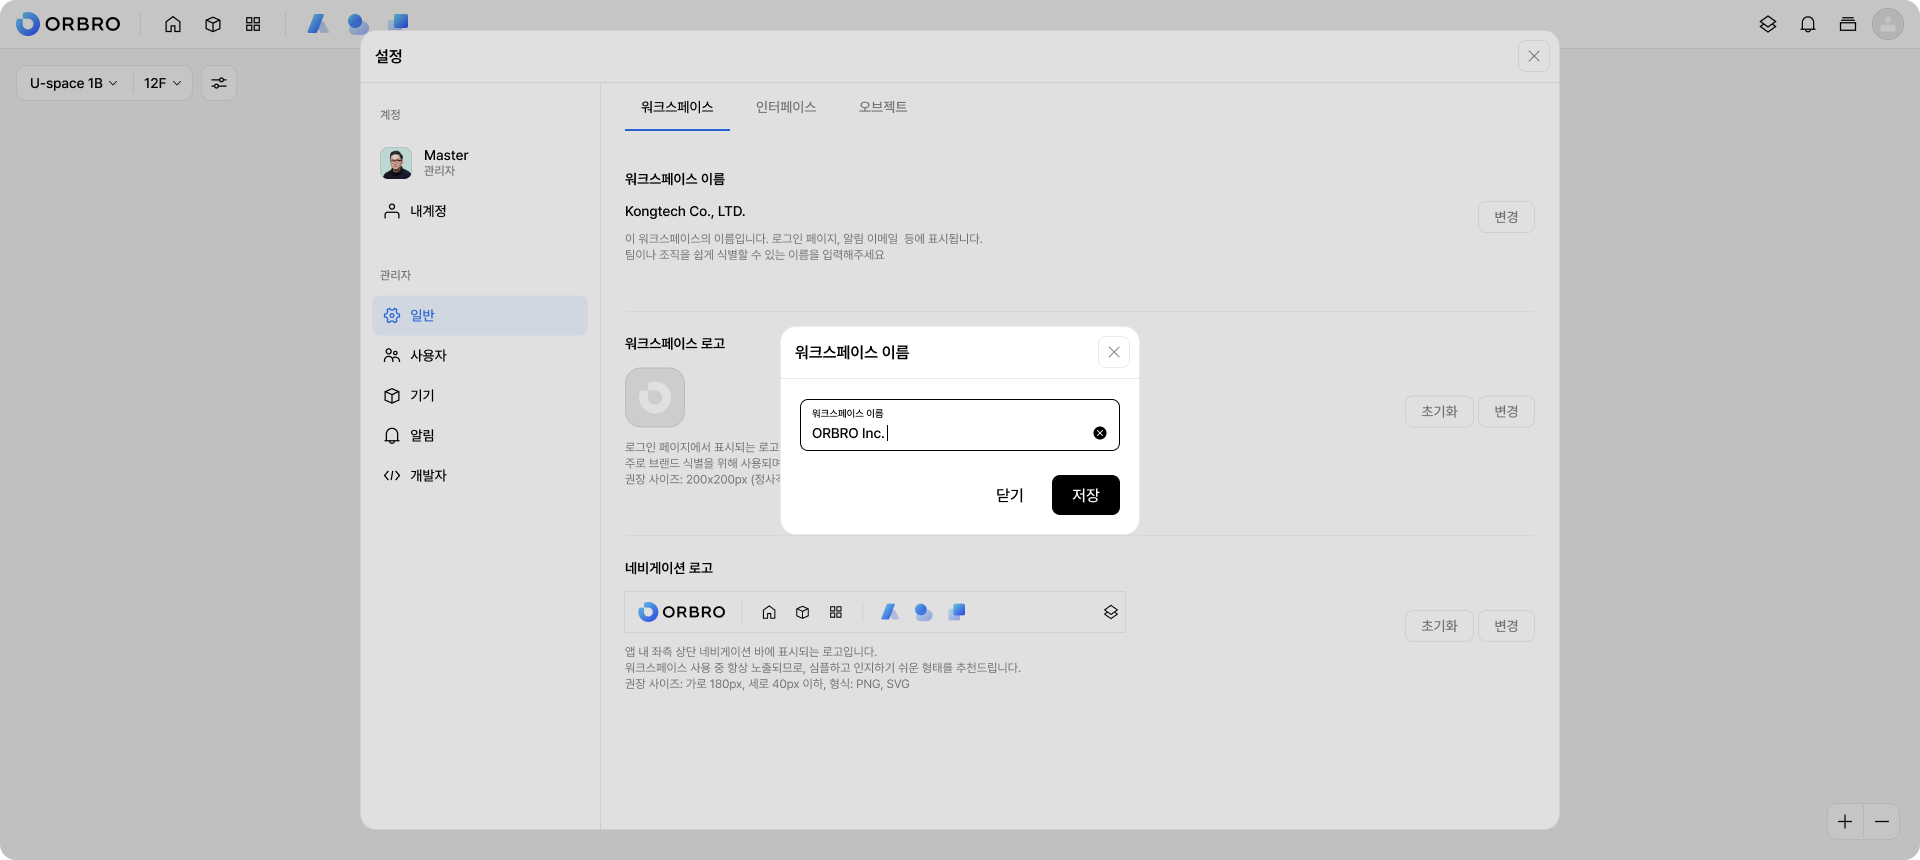 ORBRO
U-space 1B
12F
설정
계정
Master
관리자
내계정
관리자
일반
사용자
기기
알림
개발자
워크스페이스
인터페이스
오브젝트
워크스페이스 이름
Kongtech Co., LTD.
변경
이 워크스페이스의 이름입니다. 로그인 페이지, 알림 이메일 등에 표시됩니다.
팀이나 조직을 쉽게 식별할 수 있는 이름을 입력해주세요
워크스페이스 로고
초기화
변경
로그인 페이지에서 표시되는 로고
주로 브랜드 식별을 위해 사용되며
권장 사이즈: 200x200px (정사각
워크스페이스 이름
워크스페이스 이름
ORBRO Inc.
닫기
저장
네비게이션 로고
ORBRO
초기화
변경
앱 내 좌측 상단 네비게이션 바에 표시되는 로고입니다.
워크스페이스 사용 중 항상 노출되므로, 심플하고 인지하기 쉬운 형태를 추천드립니다.
권장 사이즈: 가로 180px, 세로 40px 이하, 형식: PNG, SVG